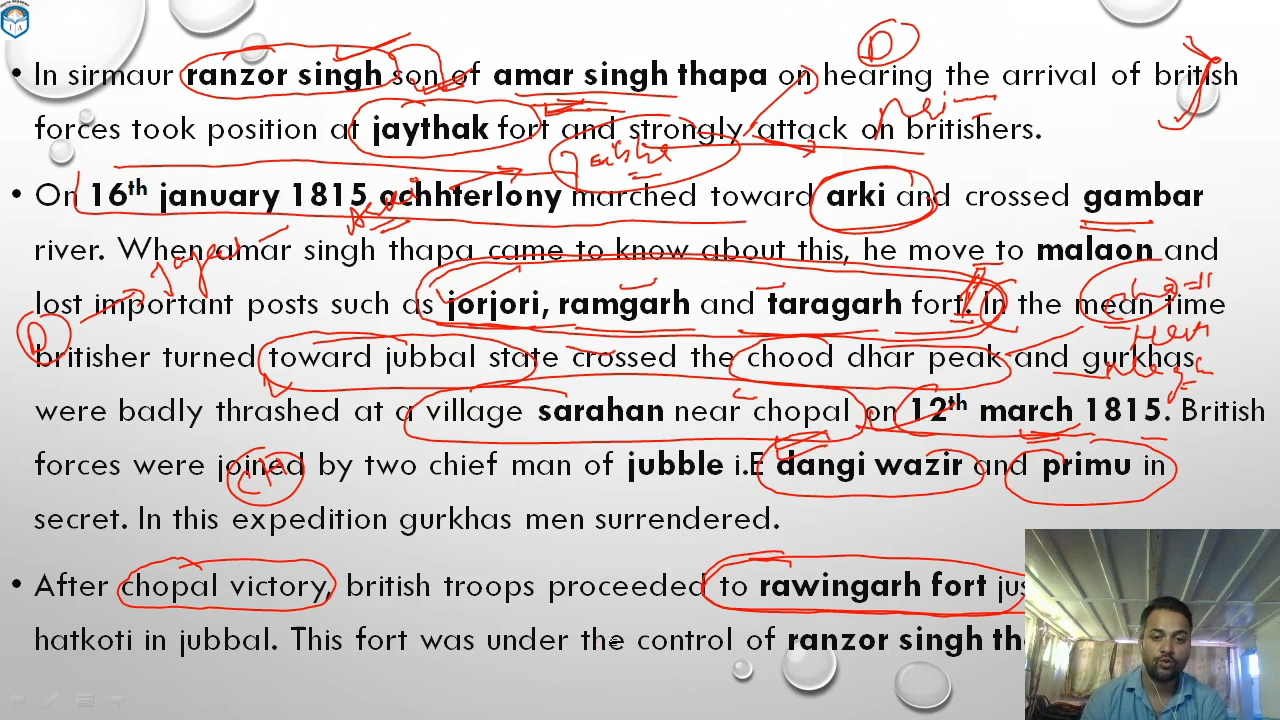 • In sirmaur ranzor singh son of amar singh thapa on hearing the arrival of british
forces took position at jaythak fort and strongly attack on britishers.
• On 16th january 1815 ochhterlony marched toward arki and crossed gambar
river. When amar singh thapa came to know about this, he move to malaon and
lost important posts such as jorjori, ramgarh and taragarh fort. In the mean time
britisher turned toward jubbal state crossed the chood dhar peak and gurkhas
were badly thrashed at a village sarahan near chopal on 12th march 1815. British
forces were joined by two chief man of jubble i.E dangi wazir and primu in
secret. In this expedition gurkhas men surrendered.
• After chopal victory, british troops proceeded to rawingarh fort
hatkoti in jubbal. This fort was under the control of ranzor singh